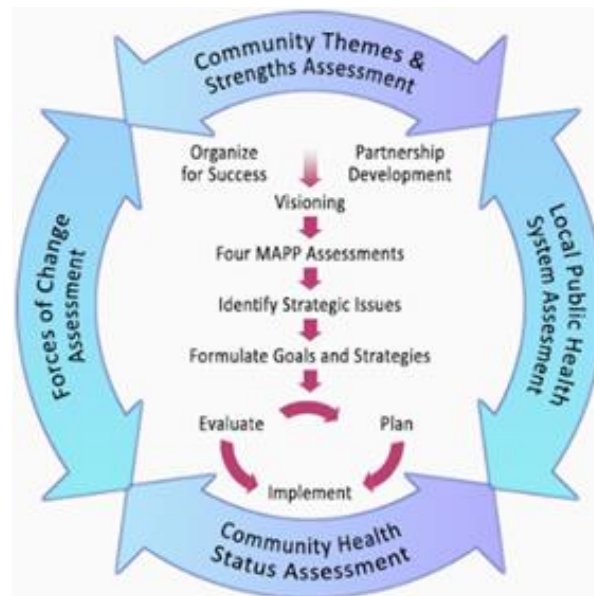 Community Themes &
Strengths Assessment
Organize
for Success
Partnership
Development
Visioning
Four MAPP Assessments
Identify Strategic Issues
Formulate Goals and Strategies
Evaluate
Plan
Implement
Forces of Change
Assessment
Local Public Health
System Assesment
Community Health
Status Assessment